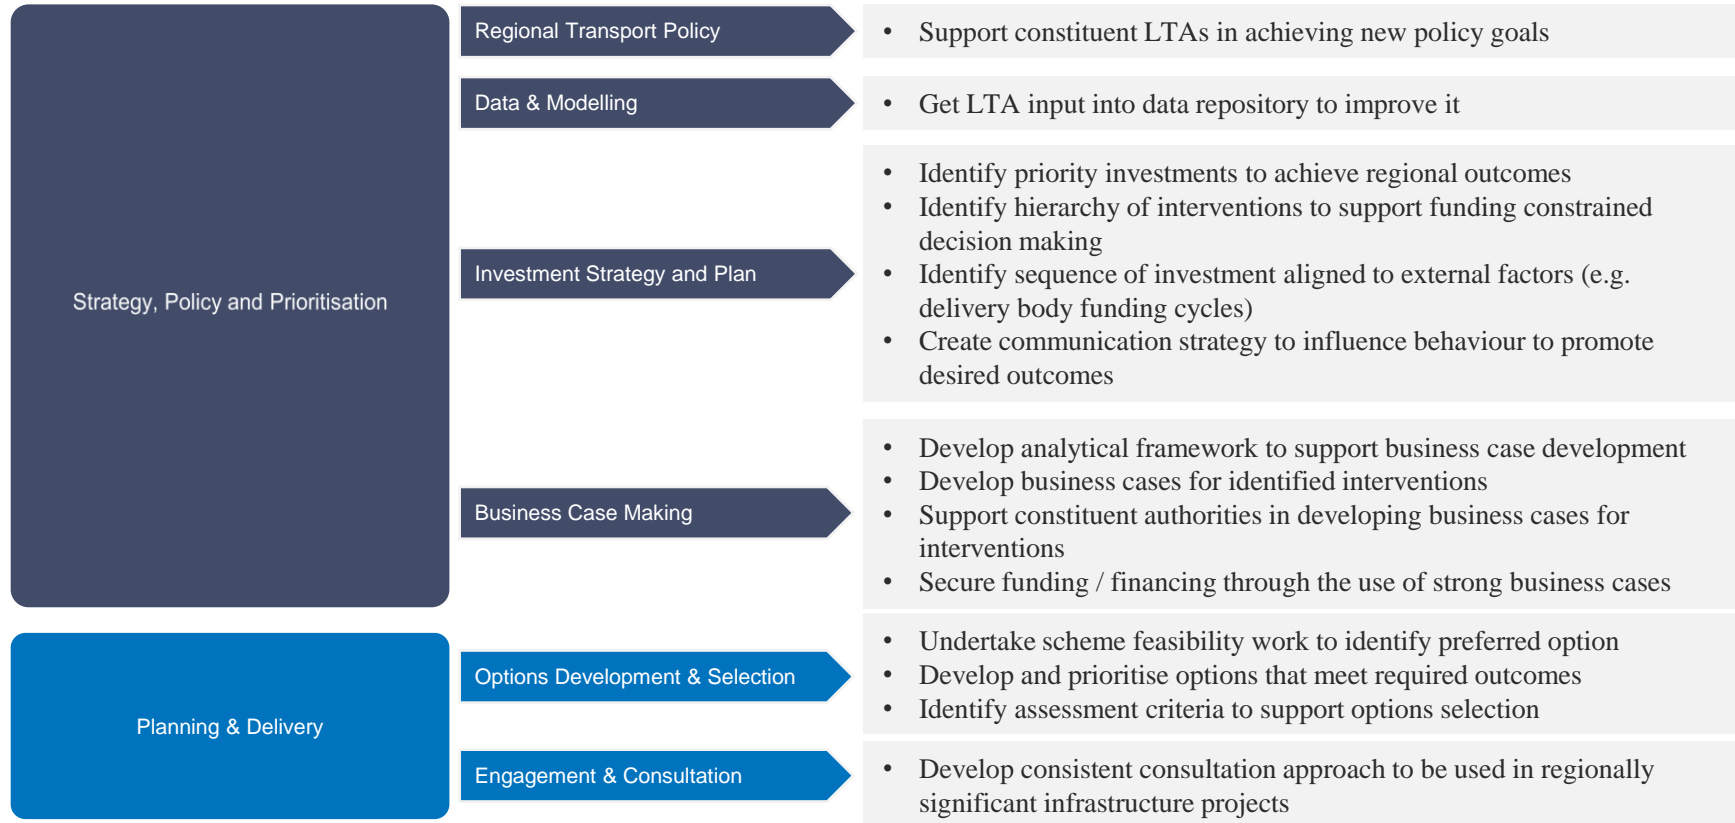 Strategy, Policy and Prioritisation
Regional Transport Policy
• Support constituent LTAs in achieving new policy goals
Data & Modelling
• Get LTA input into data repository to improve it
Investment Strategy and Plan
• Identify priority investments to achieve regional outcomes
• Identify hierarchy of interventions to support funding constrained
decision making
• Identify sequence of investment aligned to external factors (e.g.
delivery body funding cycles)
• Create communication strategy to influence behaviour to promote
desired outcomes
Business Case Making
• Develop analytical framework to support business case development
• Develop business cases for identified interventions
• Support constituent authorities in developing business cases for
interventions
• Secure funding / financing through the use of strong business cases
Planning & Delivery
Options Development & Selection
• Undertake scheme feasibility work to identify preferred option
• Develop and prioritise options that meet required outcomes
• Identify assessment criteria to support options selection
Engagement & Consultation
• Develop consistent consultation approach to be used in regionally
significant infrastructure projects